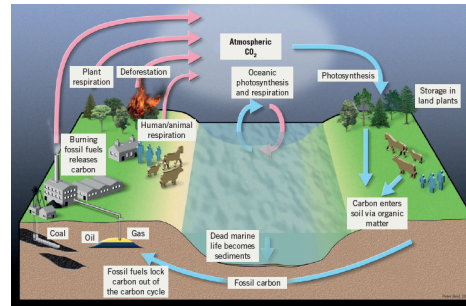 Atmospheric
CO2
Plant
respiration
Deforestation
Oceanic
photosynthesis
and respiration
Photosynthesis
Storage in
land plants
Human/animal
respiration
Burning
fossil fuels
releases
carbon
Carbon enters
soil via organic
matter
Coal
Oil
Gas
Dead marine
life becomes
sediments
Fossil fuels lock
carbon out of
the carbon cycle
Fossil carbon